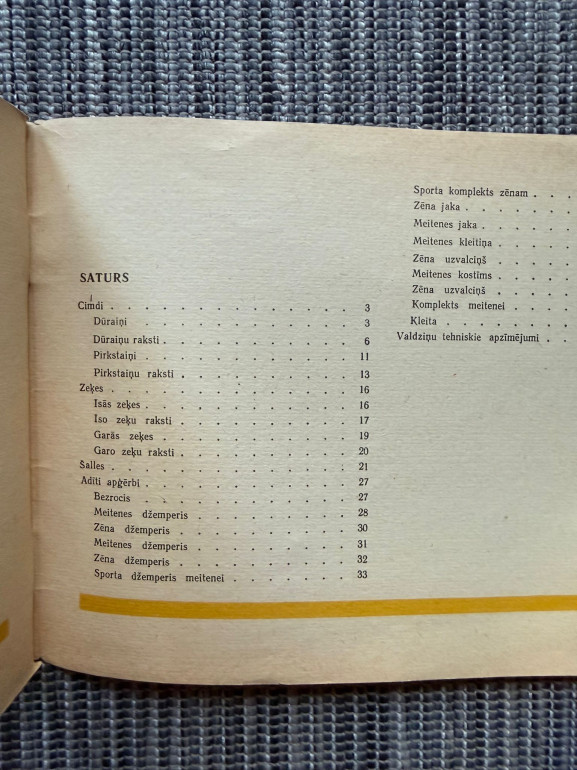 SATURS
Cimdi . . . . . . . . . . . . . 3
Dūraiņi . . . . . . . . . . . . 3
Dūraiņu raksti . . . . . . . . . . 6
Pirkstaiņi . . . . . . . . . . . 11
Pirkstaiņu raksti . . . . . . . . . 13
Zeķes . . . . . . . . . . . . . 16
Īsās zeķes . . . . . . . . . . . 16
Īso zeķu raksti . . . . . . . . . 17
Garās zeķes . . . . . . . . . . 19
Garo zeķu raksti . . . . . . . . . 20
Šalles . . . . . . . . . . . . . 21
Adīti apģērbi . . . . . . . . . . . 27
Bezrocis . . . . . . . . . . . . 27
Meitenes džemperis . . . . . . . . 28
Zēna džemperis . . . . . . . . . 30
Meitenes džemperis . . . . . . . . 31
Zēna džemperis . . . . . . . . . 32
Sporta džemperis meitenei . . . . . . 33
Sporta komplekts zēnam . . .
Zēna jaka . . . . . . .
Meitenes jaka . . . . . .
Meitenes kleitiņa . . . . .
Zēna uzvalciņš . . . . .
Meitenes kostīms . . . . .
Zēna uzvalciņš . . . . .
Komplekts meitenei . . . .
Kleita . . . . . . . .
Valdziņu tehniskie apzīmējumi . .